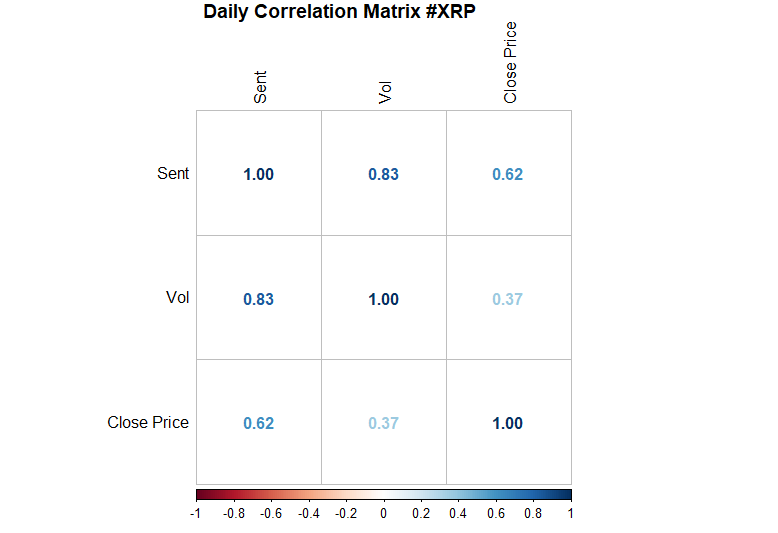 Daily Correlation Matrix #XRP
Sent Vol Close Price
Sent 1.00 0.83 0.62
Vol 0.83 1.00 0.37
Close Price 0.62 0.37 1.00
-1 -0.8 -0.6 -0.4 -0.2 0 0.2 0.4 0.6 0.8 1